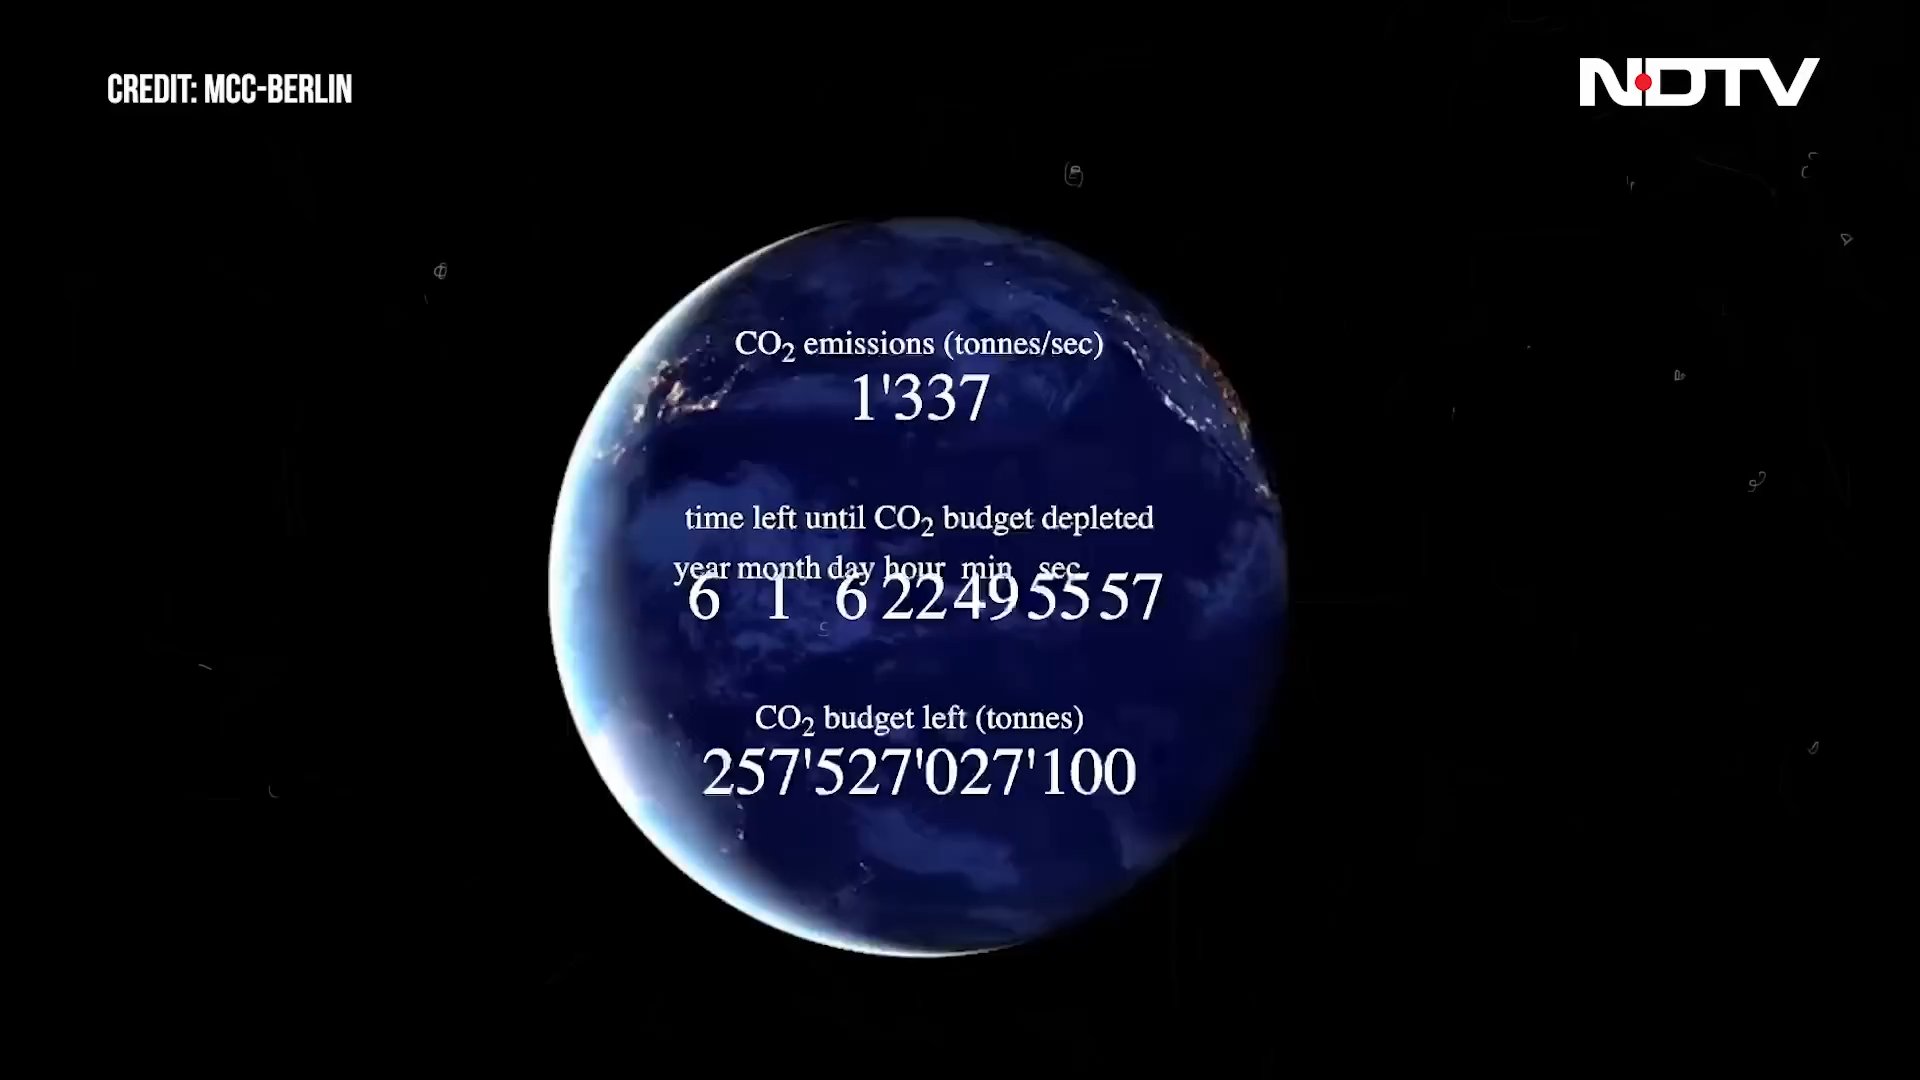 CREDIT: MCC-BERLIN
NDTV
CO₂ emissions (tonnes/sec)
1'337
time left until CO₂ budget depleted
year month day hour min sec
6 1 6 22 49 55 57
CO₂ budget left (tonnes)
257'527'027'100